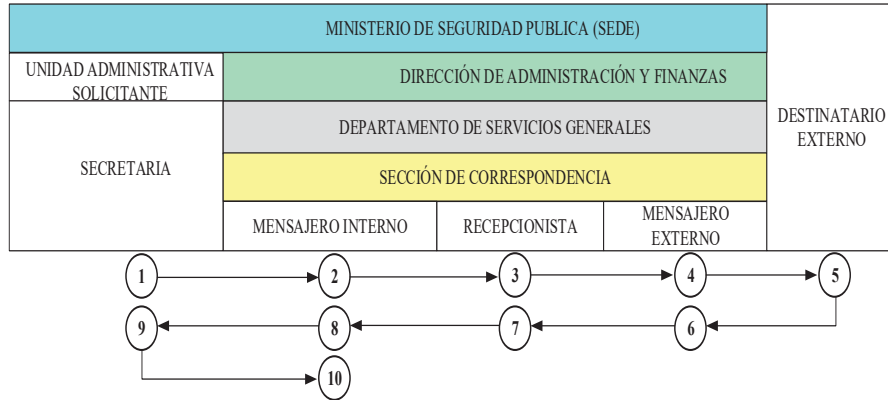 MINISTERIO DE SEGURIDAD PUBLICA (SEDE)
UNIDAD ADMINISTRATIVA
SOLICITANTE
DIRECCIÓN DE ADMINISTRACIÓN Y FINANZAS
DESTINATARIO
EXTERNO
SECRETARIA
DEPARTAMENTO DE SERVICIOS GENERALES
SECCIÓN DE CORRESPONDENCIA
MENSAJERO INTERNO
RECEPCIONISTA
MENSAJERO
EXTERNO
1 2 3 4 5
9 8 7 6
10